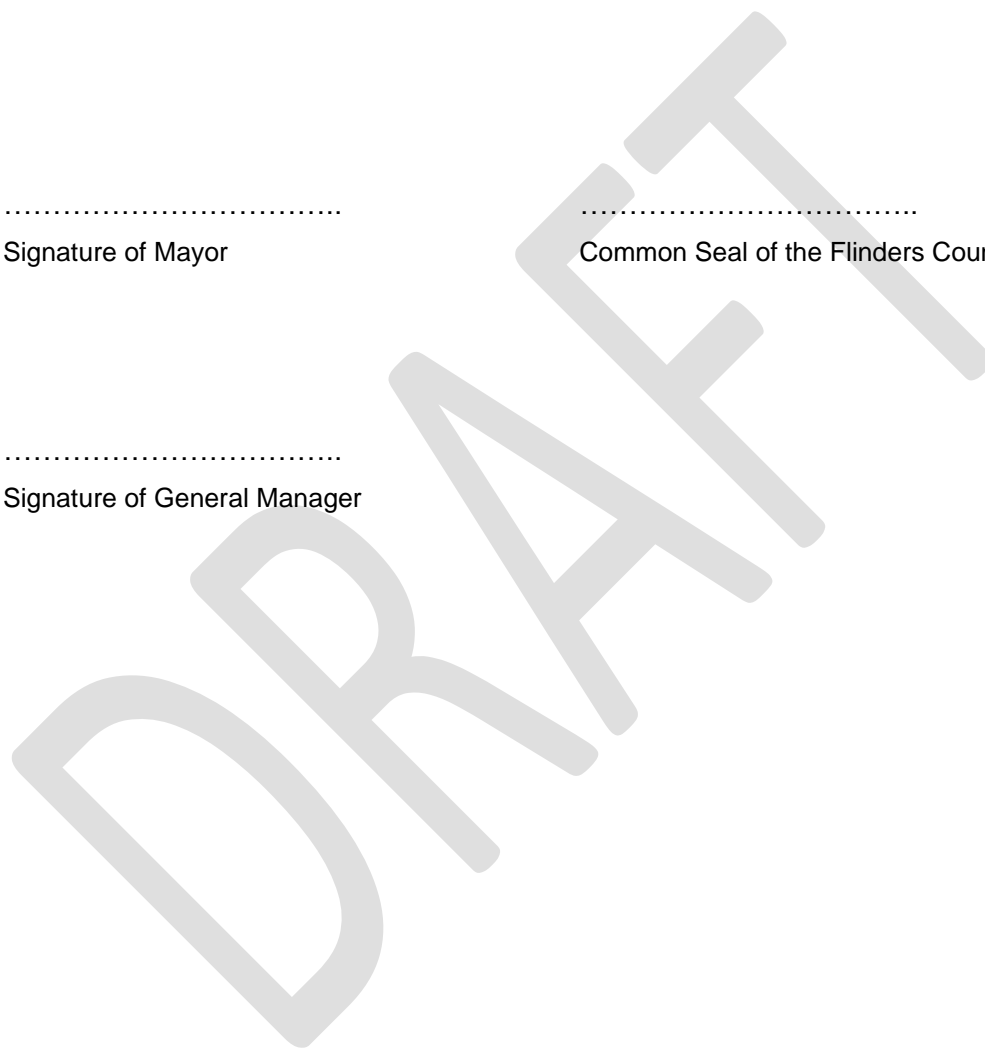 ……………………………..
Signature of Mayor
……………………………..
Common Seal of the Flinders
……………………………..
Signature of General Manager
DRAFT